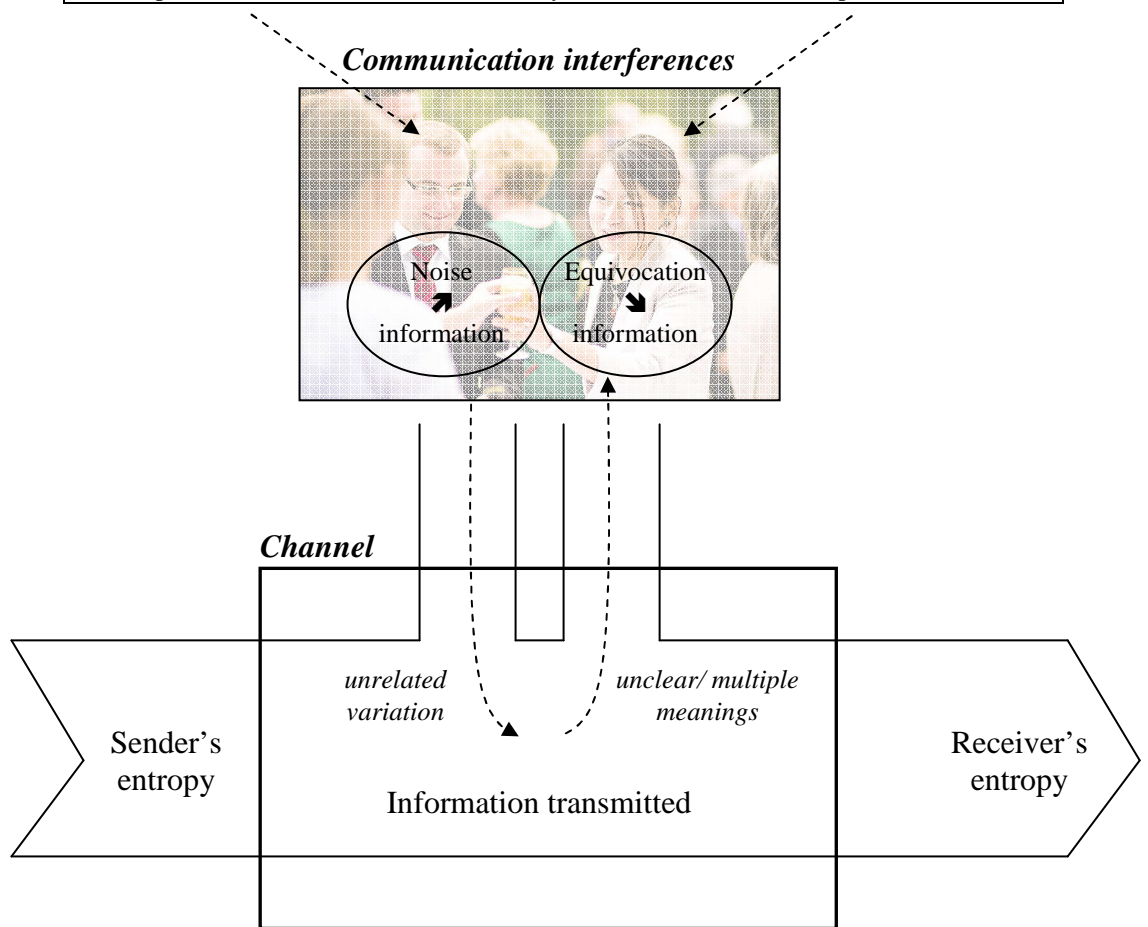 Communication interferences
Noise
information
Equivocation
information
Channel
unrelated
variation
unclear/ multiple
meanings
Sender's
entropy
Receiver's
entropy
Information transmitted